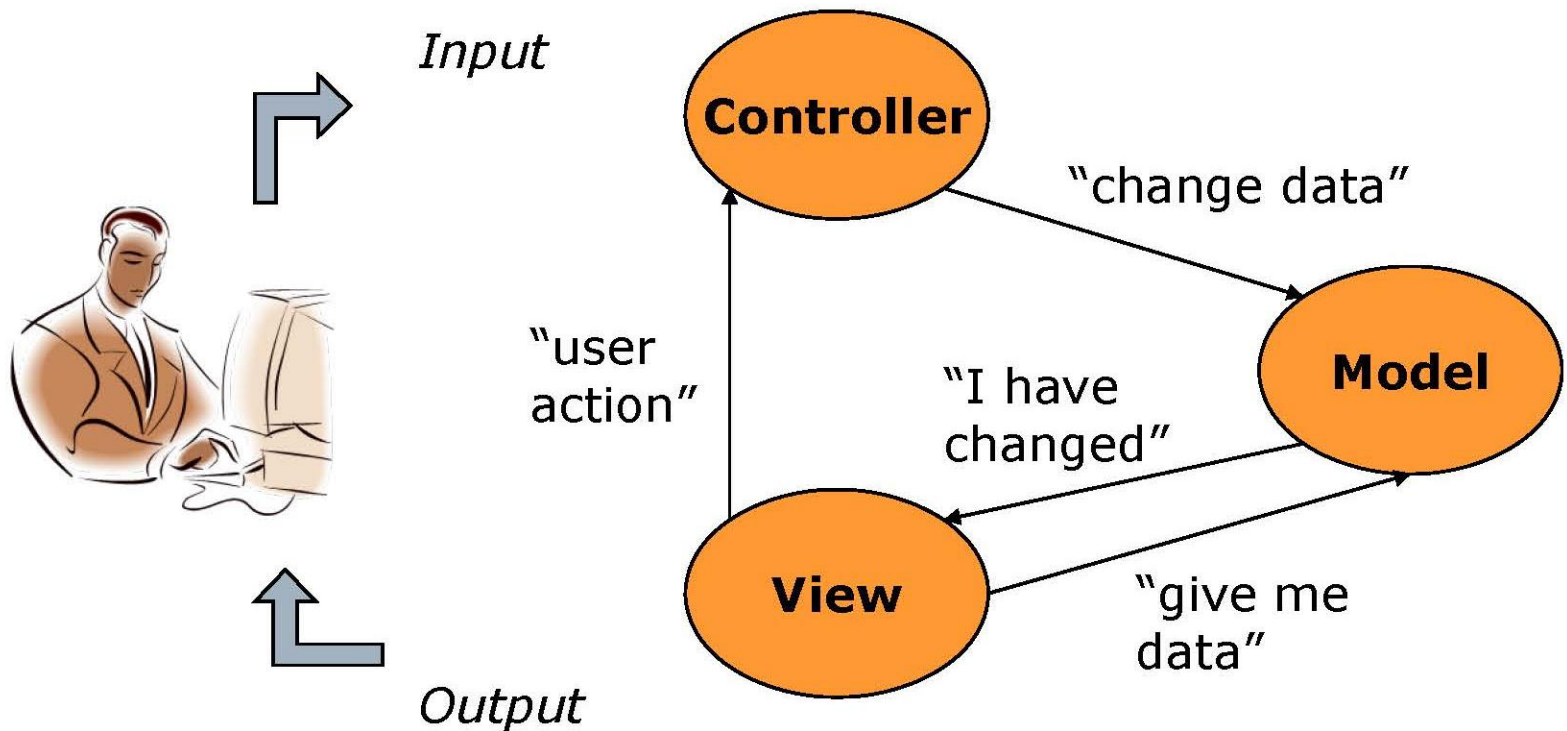 Input
Controller
“change data”
“user
action”
“I have
changed”
Model
View
“give me
data”
Output